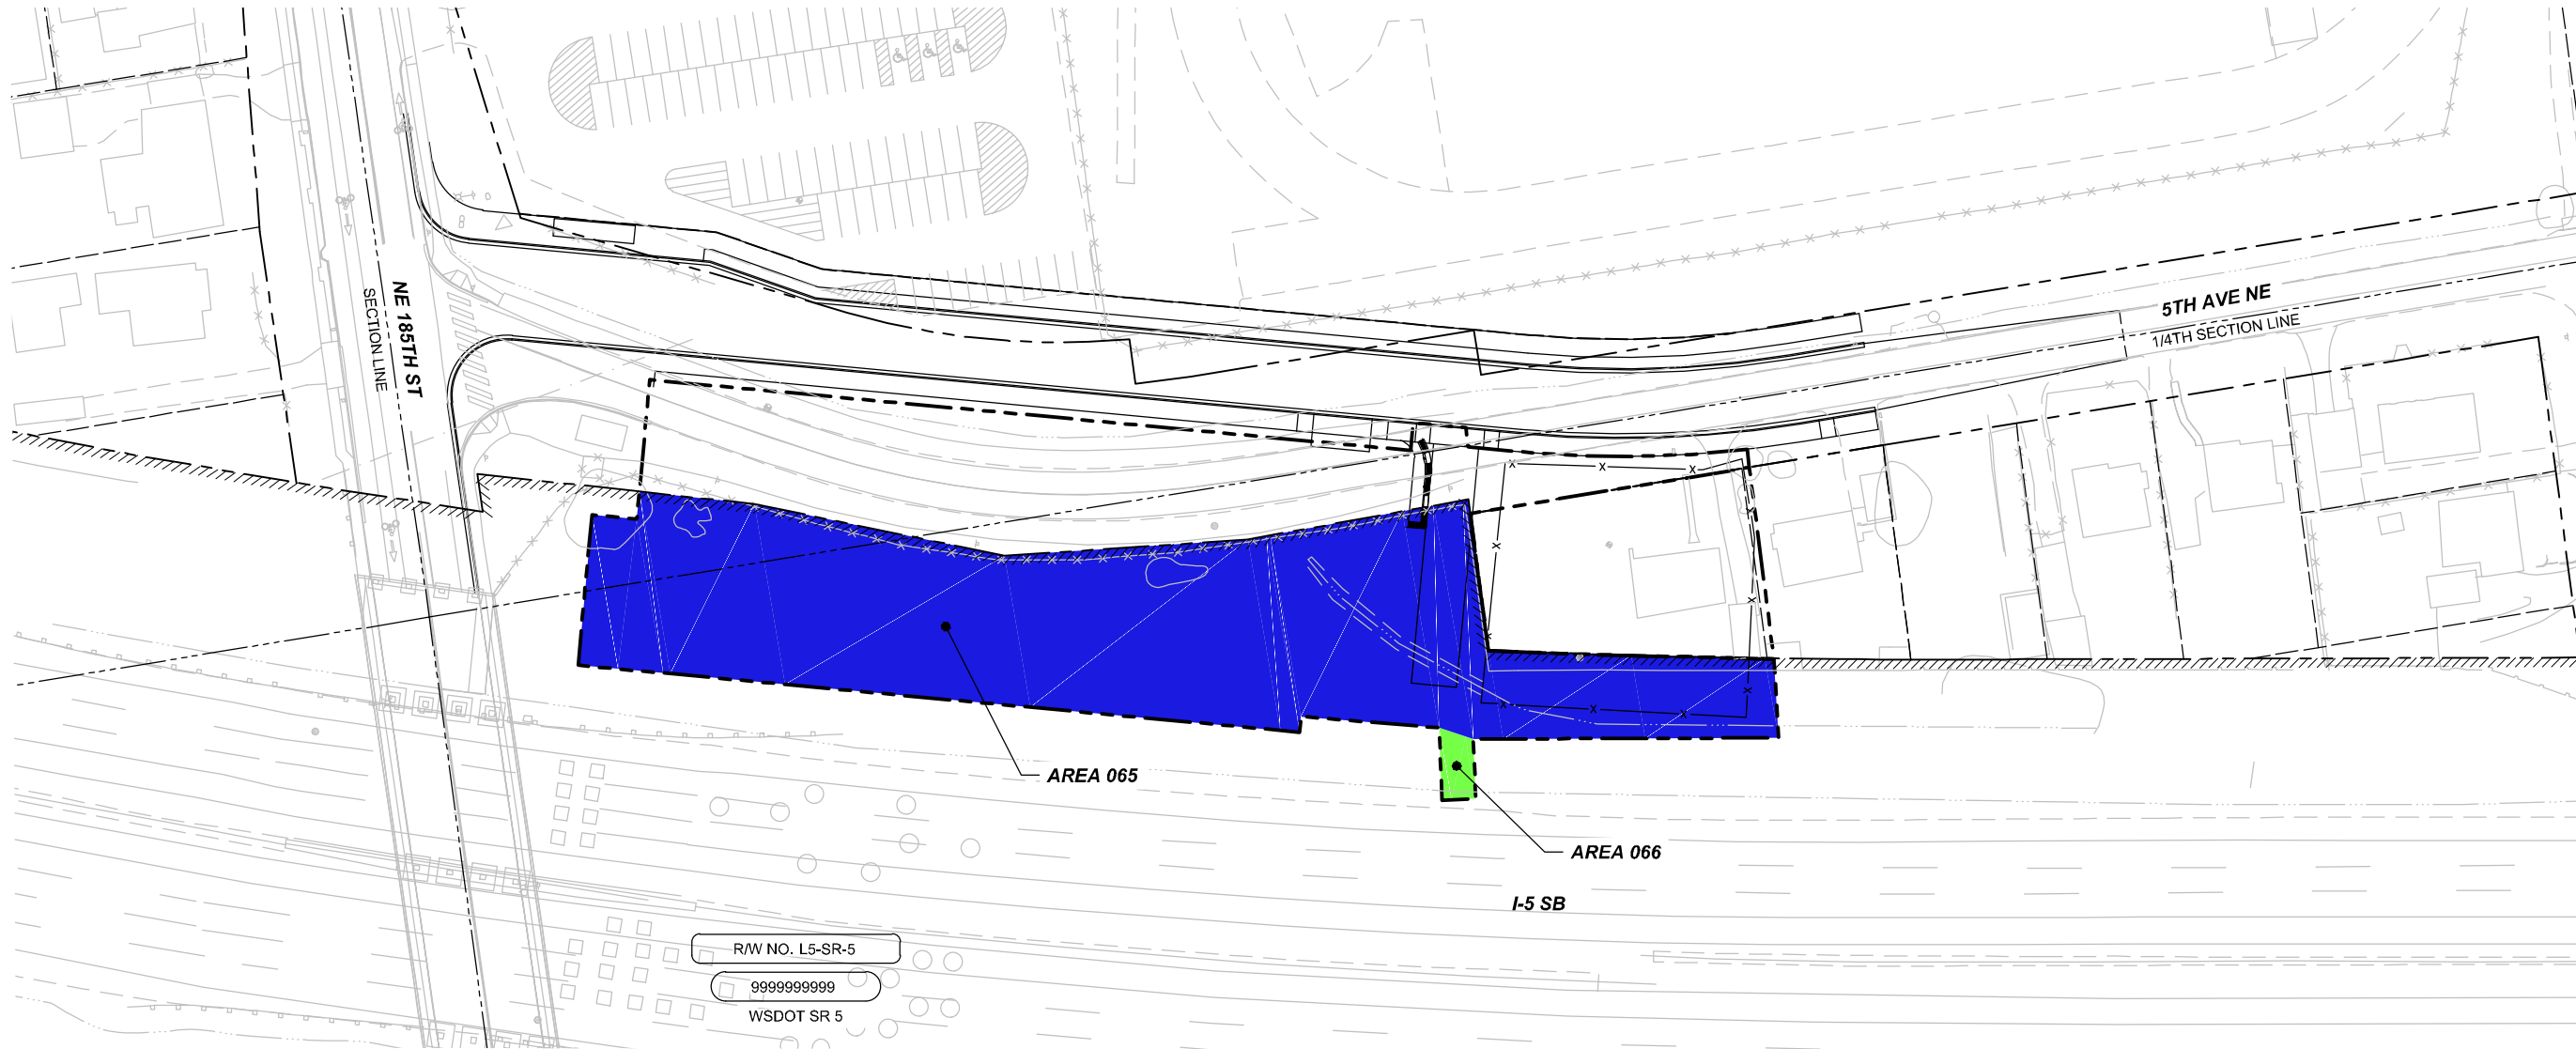 NE 185TH ST
SECTION LINE
5TH AVE NE
1/4TH SECTION LINE
AREA 065
AREA 066
I-5 SB
R/W NO. L5-SR-5
9999999999
WSDOT SR 5